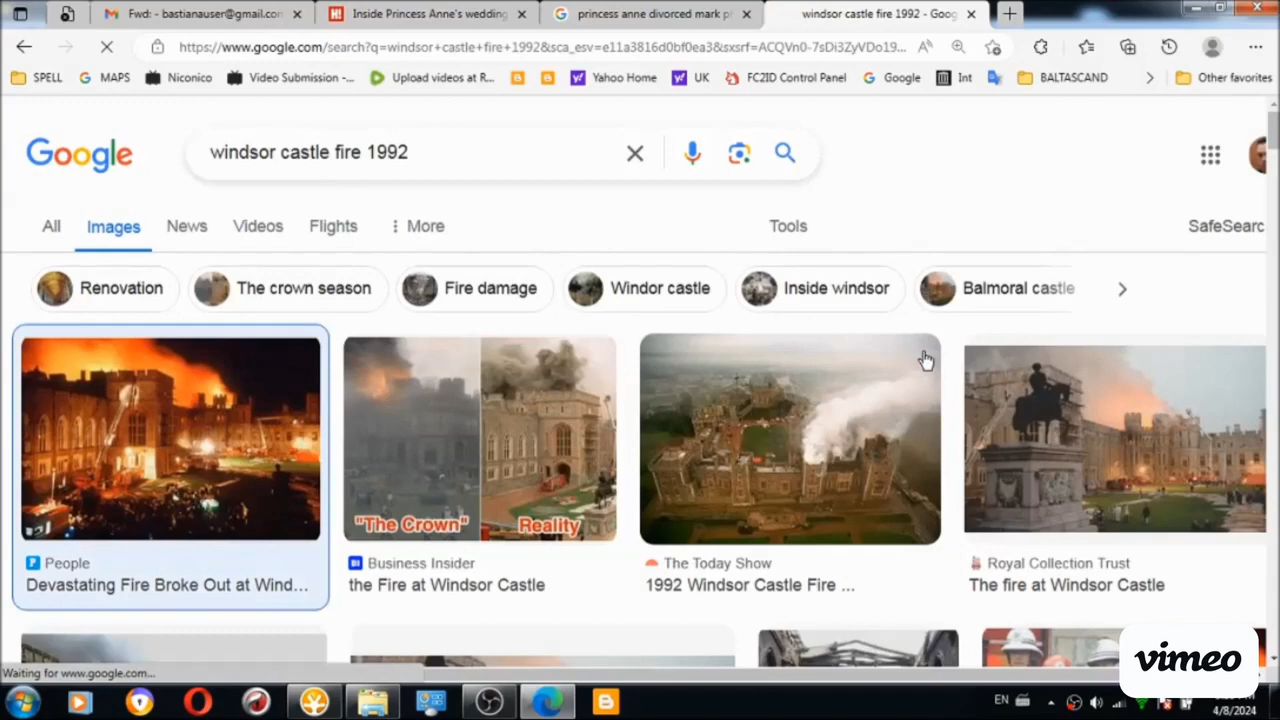 Fwd: - bastianauser@gmail.con
Inside Princess Anne's wedding
princess anne divorced mark ph
windsor castle fire 1992 - Goog
https://www.google.com/search?q=windsor+castle+fire+1992&sca_esv=e11a3816d0bf0ea3&sxsrf=ACQVn0-7sDi3ZyVDo19...
SPELL
MAPS
Niconico
Video Submission -...
Upload videos at R...
Yahoo Home
UK
FC2ID Control Panel
Google
Int
BALTASCAND
Other favorites
Google
windsor castle fire 1992
All
Images
News
Videos
Flights
More
Tools
SafeSearc
Renovation
The crown season
Fire damage
Windor castle
Inside windsor
Balmoral castle
"The Crown"
Reality
People
Devastating Fire Broke Out at Wind...
Business Insider
the Fire at Windsor Castle
The Today Show
1992 Windsor Castle Fire ...
Royal Collection Trust
The fire at Windsor Castle
Waiting for www.google.com...
vimeo
EN
4/8/2024